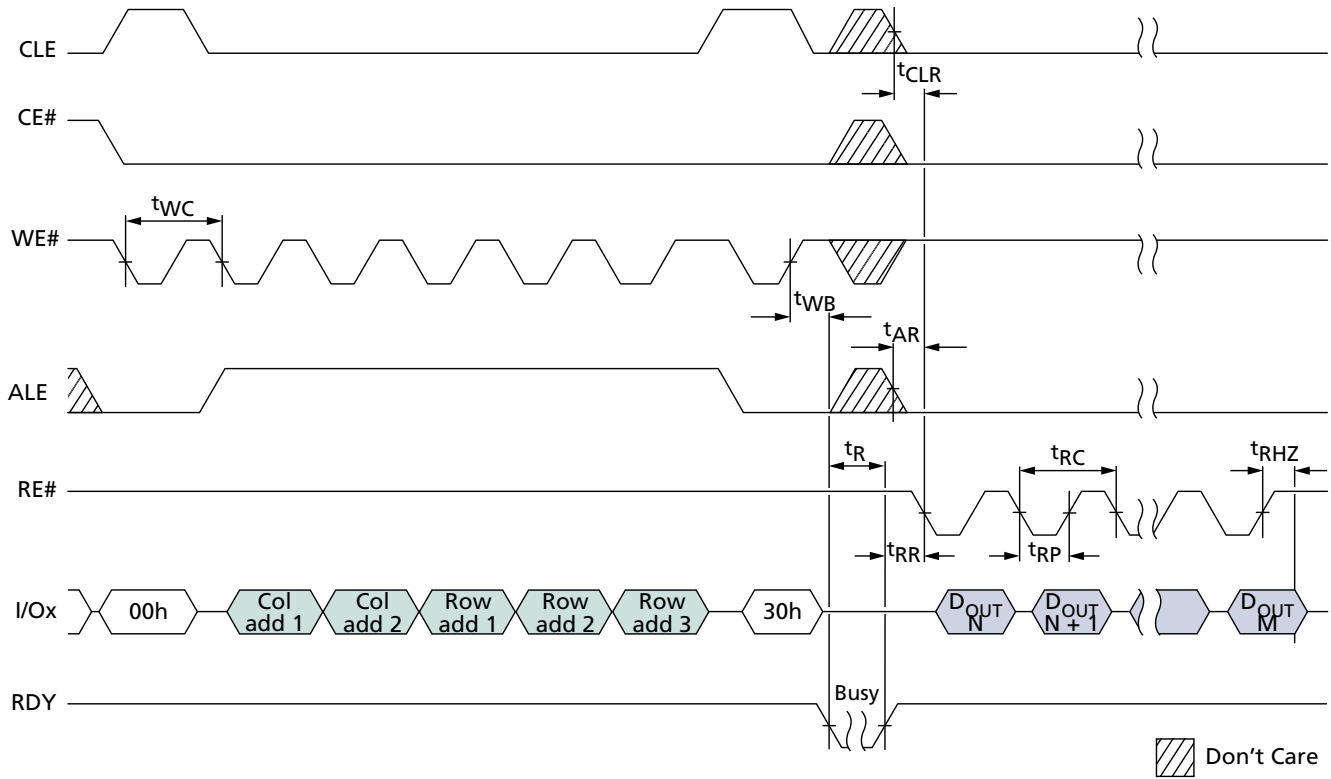 CLE
tCLR
CE#
tWC
WE#
tWB
tAR
ALE
tR
tRC
tRHZ
RE#
tRR
tRP
I/Ox
00h
Col
add 1
Col
add 2
Row
add 1
Row
add 2
Row
add 3
30h
DOUT
N
DOUT
N + 1
DOUT
M
RDY
Busy
Don't Care